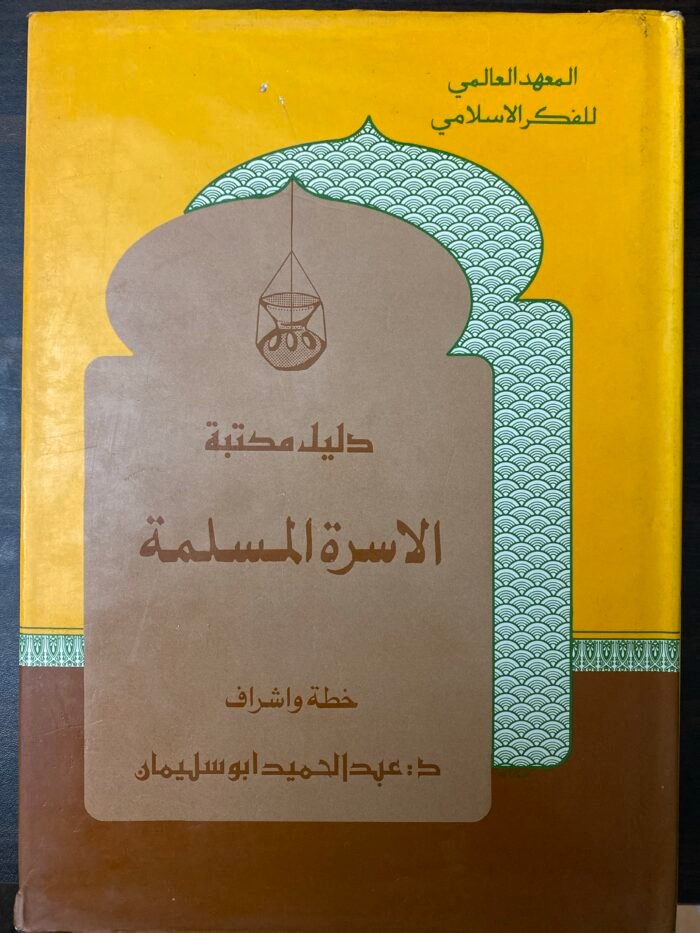 المعهد العالمي
للفكر الاسلامي
دليل مكتبة
الاسرة المسلمة
خطة واشراف
د: عبدالحميد ابو سليمان